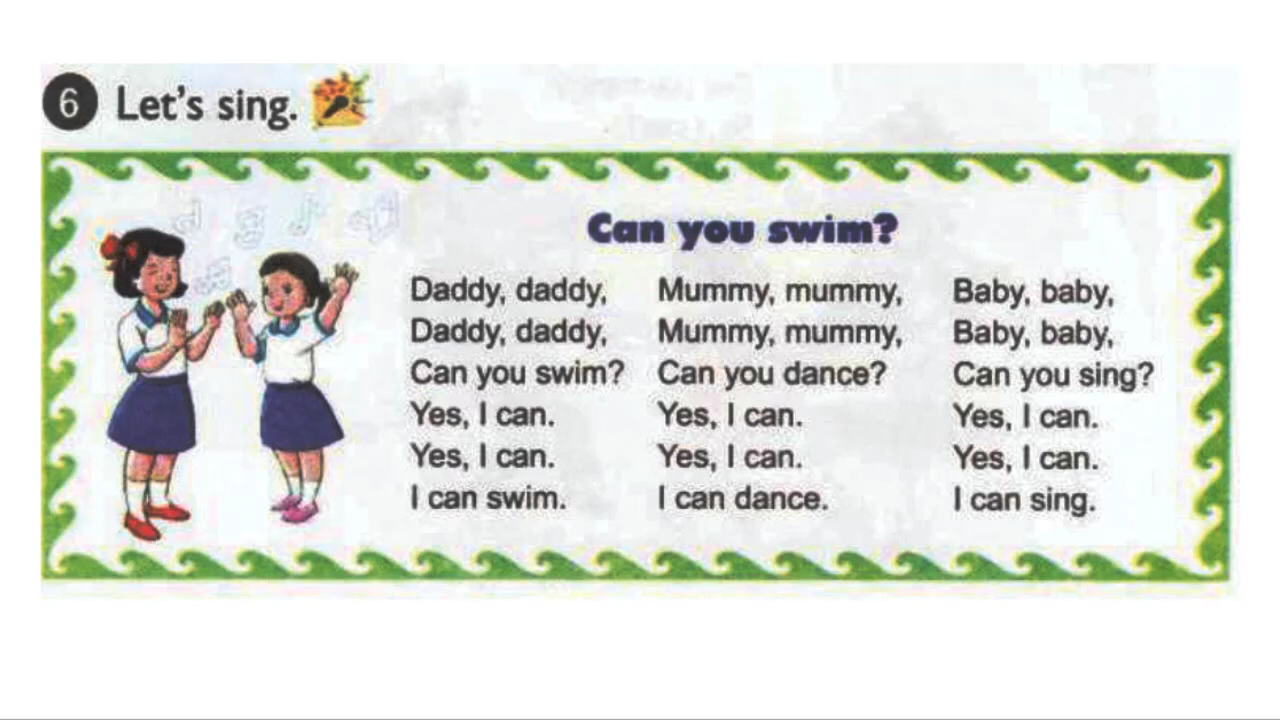 6 Let's sing.
Can you swim?
Daddy, daddy,
Daddy, daddy,
Can you swim?
Yes, I can.
Yes, I can.
I can swim.
Mummy, mummy,
Mummy, mummy,
Can you dance?
Yes, I can.
Yes, I can.
I can dance.
Baby, baby,
Baby, baby,
Can you sing?
Yes, I can.
Yes, I can.
I can sing.